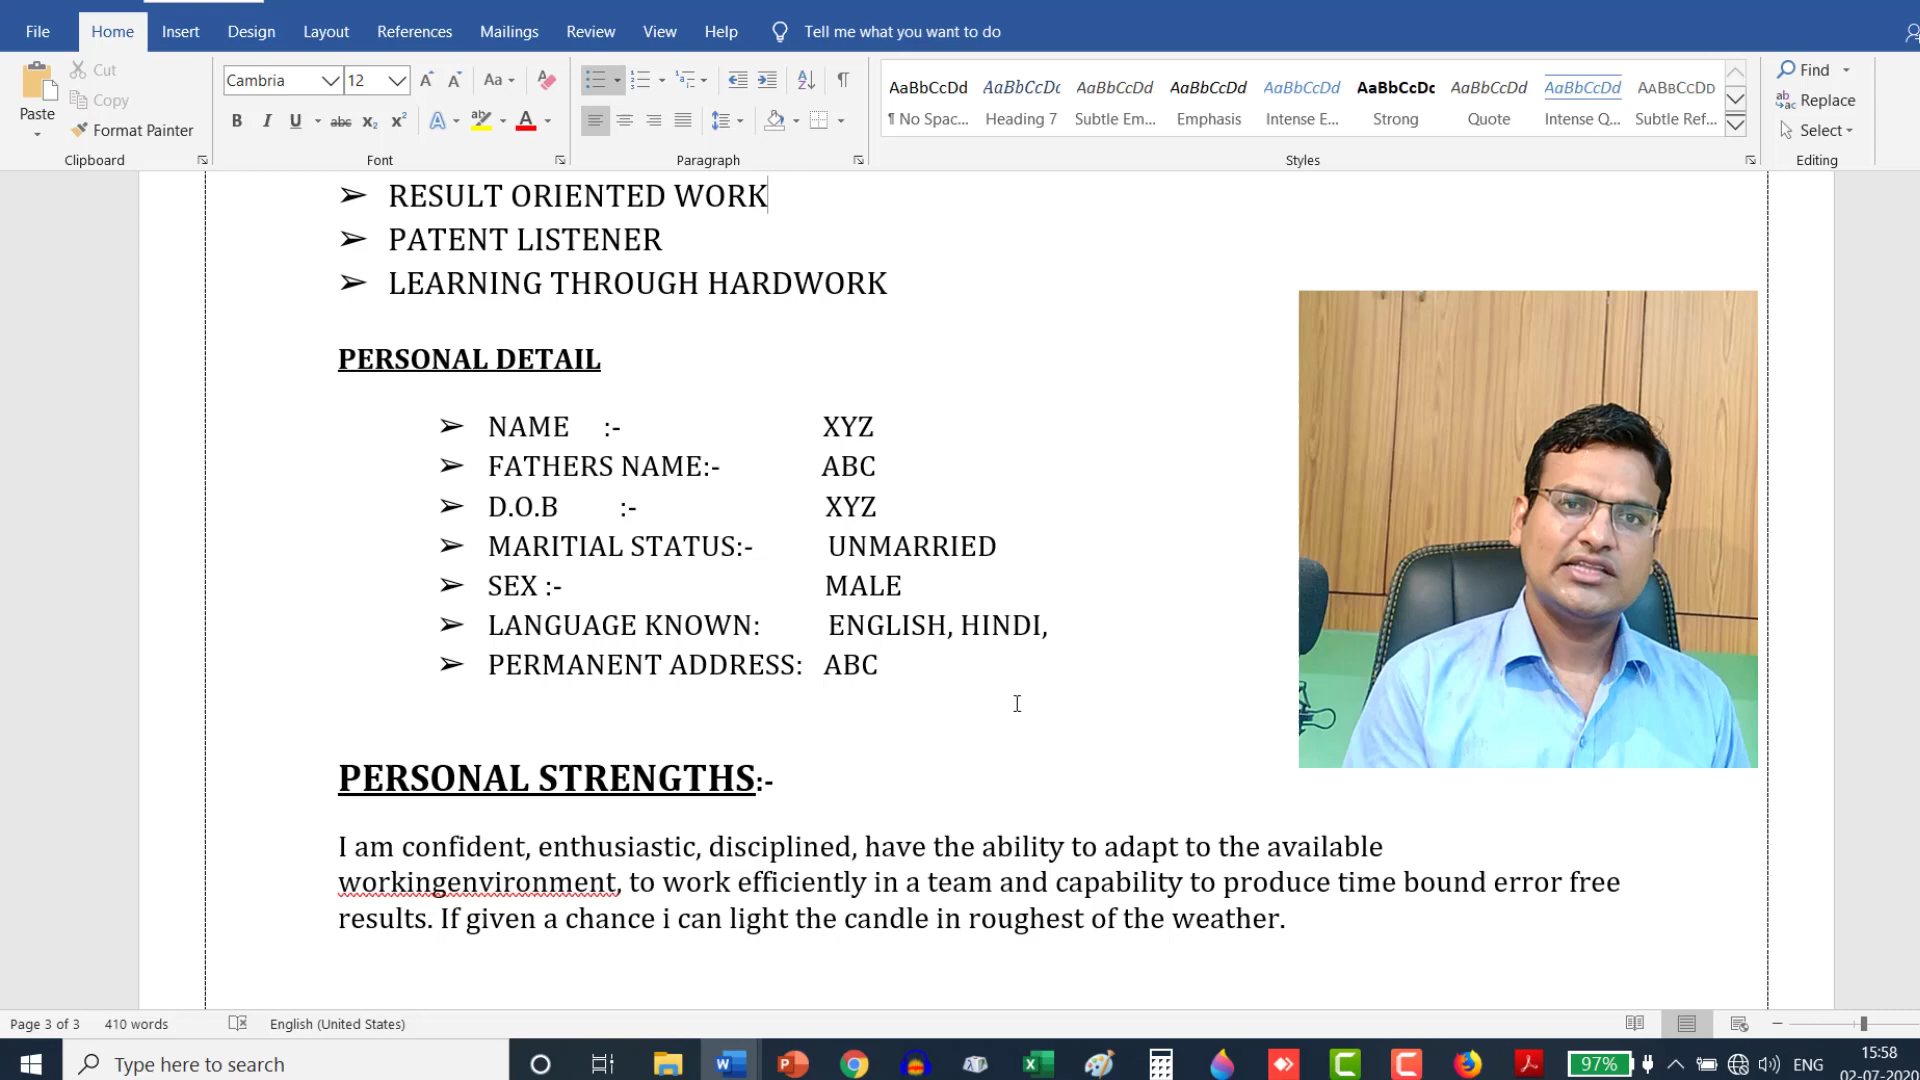 File Home Insert Design Layout References Mailings Review View Help Tell me what you want to do
Paste Cut Copy Format Painter Clipboard
Cambria 12 Aa
B I U abc x₂ x² A A
Font
Paragraph
AaBbCcDd AaBbCcDc AaBbCcDd AaBbCcDd AaBbCcDd AaBbCcDc AaBbCcDd AaBbCcDd AaBbCcDd
¶ No Spac... Heading 7 Subtle Em... Emphasis Intense E... Strong Quote Intense Q... Subtle Ref...
Styles
Find
Replace
Select
Editing
➢ RESULT ORIENTED WORK
➢ PATENT LISTENER
➢ LEARNING THROUGH HARDWORK
PERSONAL DETAIL
➢ NAME :- XYZ
➢ FATHERS NAME:- ABC
➢ D.O.B :- XYZ
➢ MARITIAL STATUS:- UNMARRIED
➢ SEX :- MALE
➢ LANGUAGE KNOWN: ENGLISH, HINDI,
➢ PERMANENT ADDRESS: ABC
PERSONAL STRENGTHS:-
I am confident, enthusiastic, disciplined, have the ability to adapt to the available
workingenvironment, to work efficiently in a team and capability to produce time bound error free
results. If given a chance i can light the candle in roughest of the weather.
Page 3 of 3 410 words English (United States)
Type here to search 97% ENG 15:58
02-07-2020